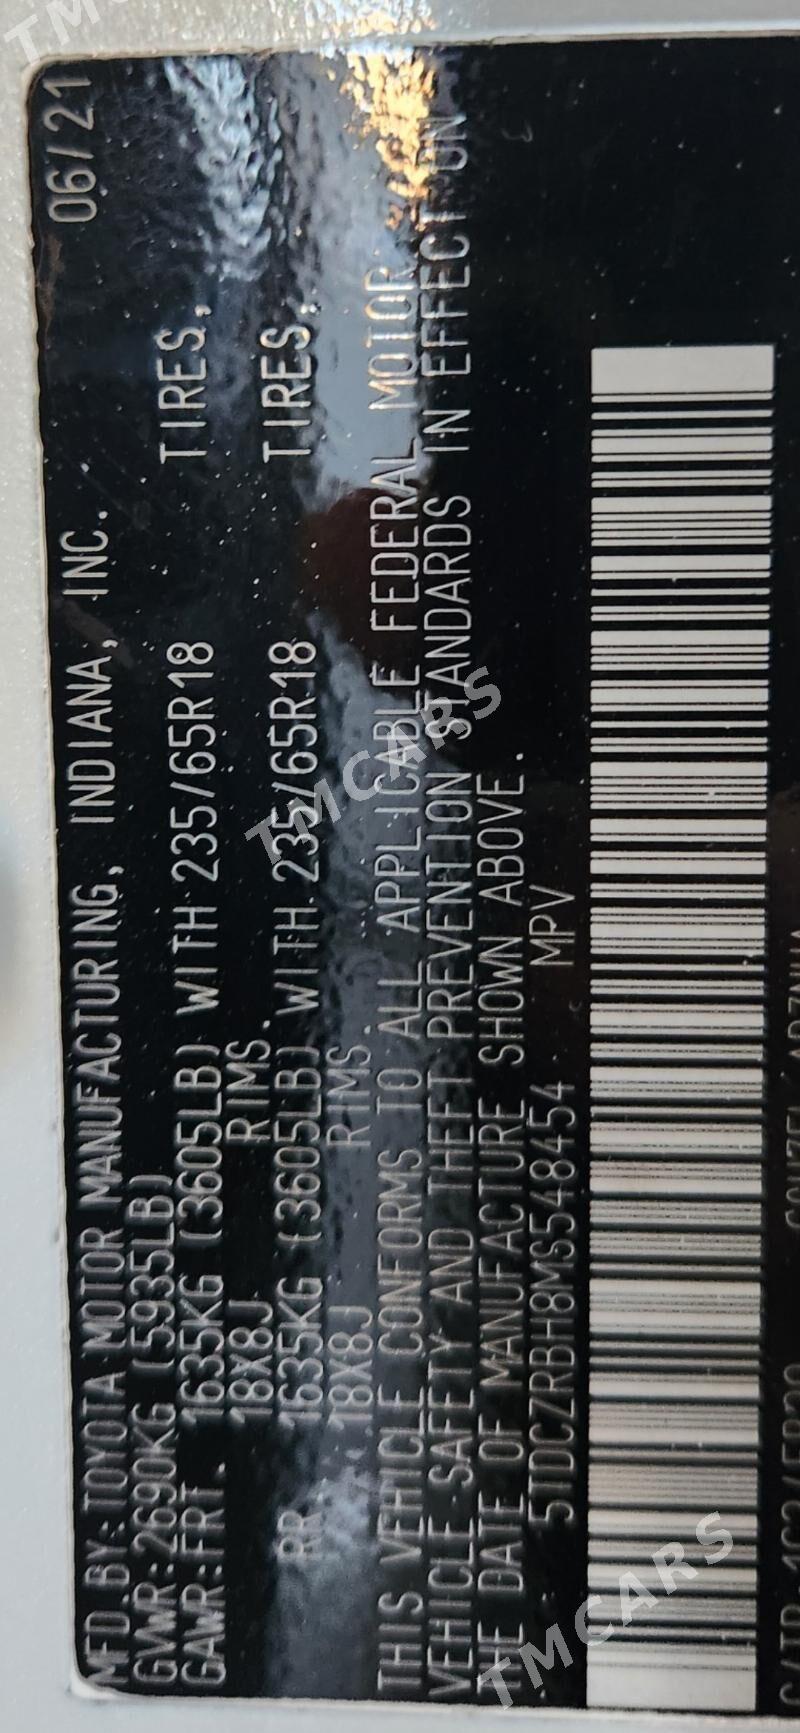 MFD.BY: TOYOTA MOTOR MANUFACTURING, INDIANA, INC. 06/21
GVWR: 2690KG (5935LB)
GAWR: FRT. 1635KG (3605LB) WITH 235/65R18 TIRES,
18X8J RIMS.
RR. 1635KG (3605LB) WITH 235/65R18 TIRES,
18X8J RIMS.
THIS VEHICLE CONFORMS TO ALL APPLICABLE FEDERAL MOTOR
VEHICLE SAFETY AND THEFT PREVENTION STANDARDS IN EFFECT ON
THE DATE OF MANUFACTURE SHOWN ABOVE.
5TDCZRBH8MS548454 MPV
TMCARS
TMCARS